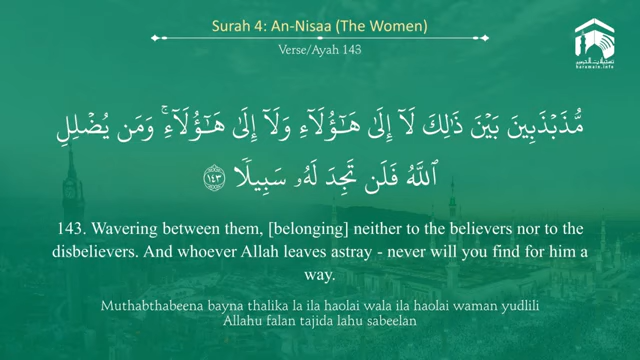 Surah 4: An-Nisaa (The Women)
Verse/Ayah 143
haramain.info
مُّذَبْذَبِينَ بَيْنَ ذَٰلِكَ لَآ إِلَىٰ هَـٰٓؤُلَآءِ وَلَآ إِلَىٰ هَـٰٓؤُلَآءِ ۚ وَمَن يُضْلِلِ
ٱللَّهُ فَلَن تَجِدَ لَهُۥ سَبِيلًا ١٤٣
143. Wavering between them, [belonging] neither to the believers nor to the
disbelievers. And whoever Allah leaves astray - never will you find for him a
way.
Muthabthabeena bayna thalika la ila haolai wala ila haolai waman yudlili
Allahu falan tajida lahu sabeelan